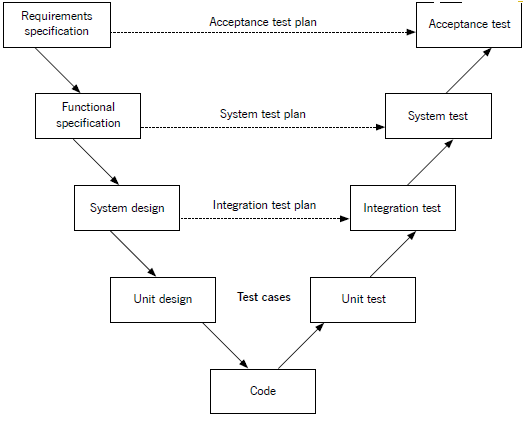 Requirements
specification
Acceptance test plan
Acceptance test
Functional
specification
System test plan
System test
System design
Integration test plan
Integration test
Unit design
Test cases
Unit test
Code